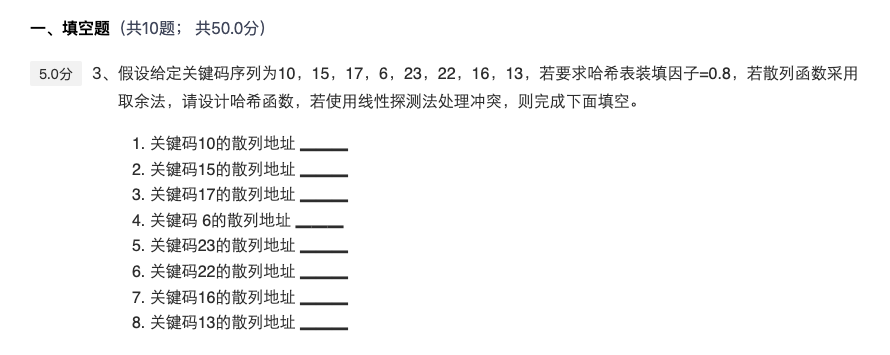 一、填空题（共10题； 共50.0分）
5.0分 3、假设给定关键码序列为10，15，17，6，23，22，16，13，若要求哈希表装填因子=0.8，若散列函数采用
取余法，请设计哈希函数，若使用线性探测法处理冲突，则完成下面填空。
1. 关键码10的散列地址 _____
2. 关键码15的散列地址 _____
3. 关键码17的散列地址 _____
4. 关键码 6的散列地址 _____
5. 关键码23的散列地址 _____
6. 关键码22的散列地址 _____
7. 关键码16的散列地址 _____
8. 关键码13的散列地址 _____